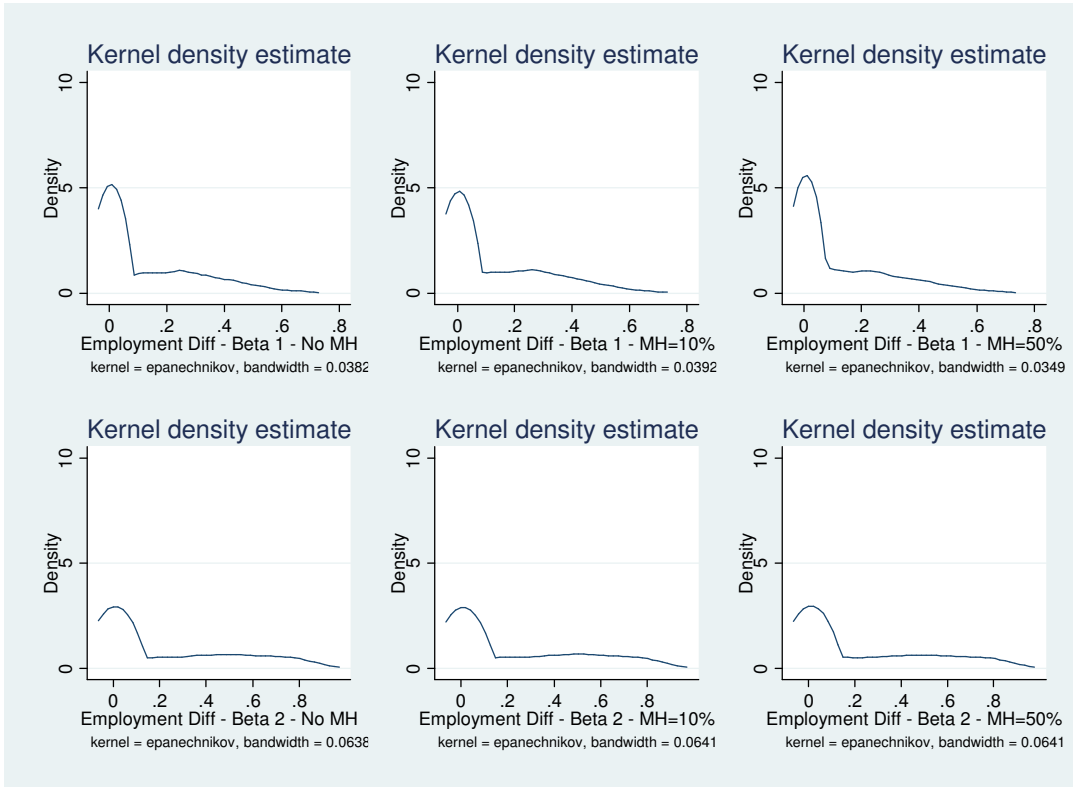 Kernel density estimate
10
5
0
Density
0 .2 .4 .6 .8
Employment Diff - Beta 1 - No MH
kernel = epanechnikov, bandwidth = 0.0382
Kernel density estimate
10
5
0
Density
0 .2 .4 .6 .8
Employment Diff - Beta 1 - MH=10%
kernel = epanechnikov, bandwidth = 0.0392
Kernel density estimate
10
5
0
Density
0 .2 .4 .6 .8
Employment Diff - Beta 1 - MH=50%
kernel = epanechnikov, bandwidth = 0.0349
Kernel density estimate
10
5
0
Density
0 .2 .4 .6 .8
Employment Diff - Beta 2 - No MH
kernel = epanechnikov, bandwidth = 0.0638
Kernel density estimate
10
5
0
Density
0 .2 .4 .6 .8
Employment Diff - Beta 2 - MH=10%
kernel = epanechnikov, bandwidth = 0.0641
Kernel density estimate
10
5
0
Density
0 .2 .4 .6 .8
Employment Diff - Beta 2 - MH=50%
kernel = epanechnikov, bandwidth = 0.0641